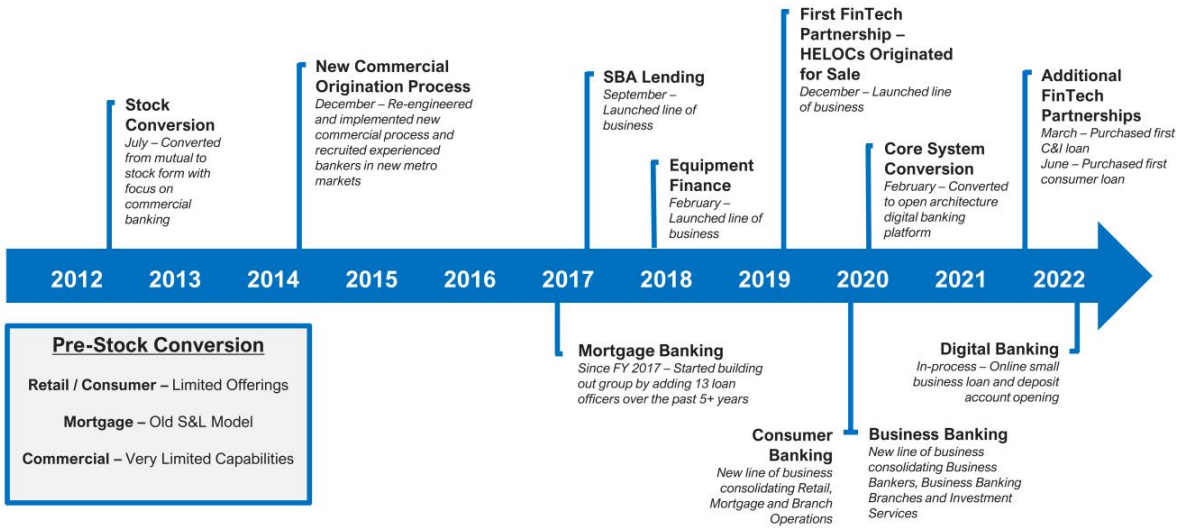 Stock
Conversion
July – Converted
from mutual to
stock form with
focus on
commercial
banking
New Commercial
Origination Process
December – Re-engineered
and implemented new
commercial process and
recruited experienced
bankers in new metro
markets
SBA Lending
September –
Launched line of
business
Equipment
Finance
February –
Launched line of
business
First FinTech
Partnership –
HELOCs Originated
for Sale
December – Launched line
of business
Core System
Conversion
February – Converted
to open architecture
digital banking
platform
Additional
FinTech
Partnerships
March – Purchased first
C&I loan
June – Purchased first
consumer loan
2012 2013 2014 2015 2016 2017 2018 2019 2020 2021 2022
Pre-Stock Conversion
Retail / Consumer – Limited Offerings
Mortgage – Old S&L Model
Commercial – Very Limited Capabilities
Mortgage Banking
Since FY 2017 – Started building
out group by adding 13 loan
officers over the past 5+ years
Consumer
Banking
New line of business
consolidating Retail,
Mortgage and Branch
Operations
Business Banking
New line of business
consolidating Business
Bankers, Business Banking
Branches and Investment
Services
Digital Banking
In-process – Online small
business loan and deposit
account opening